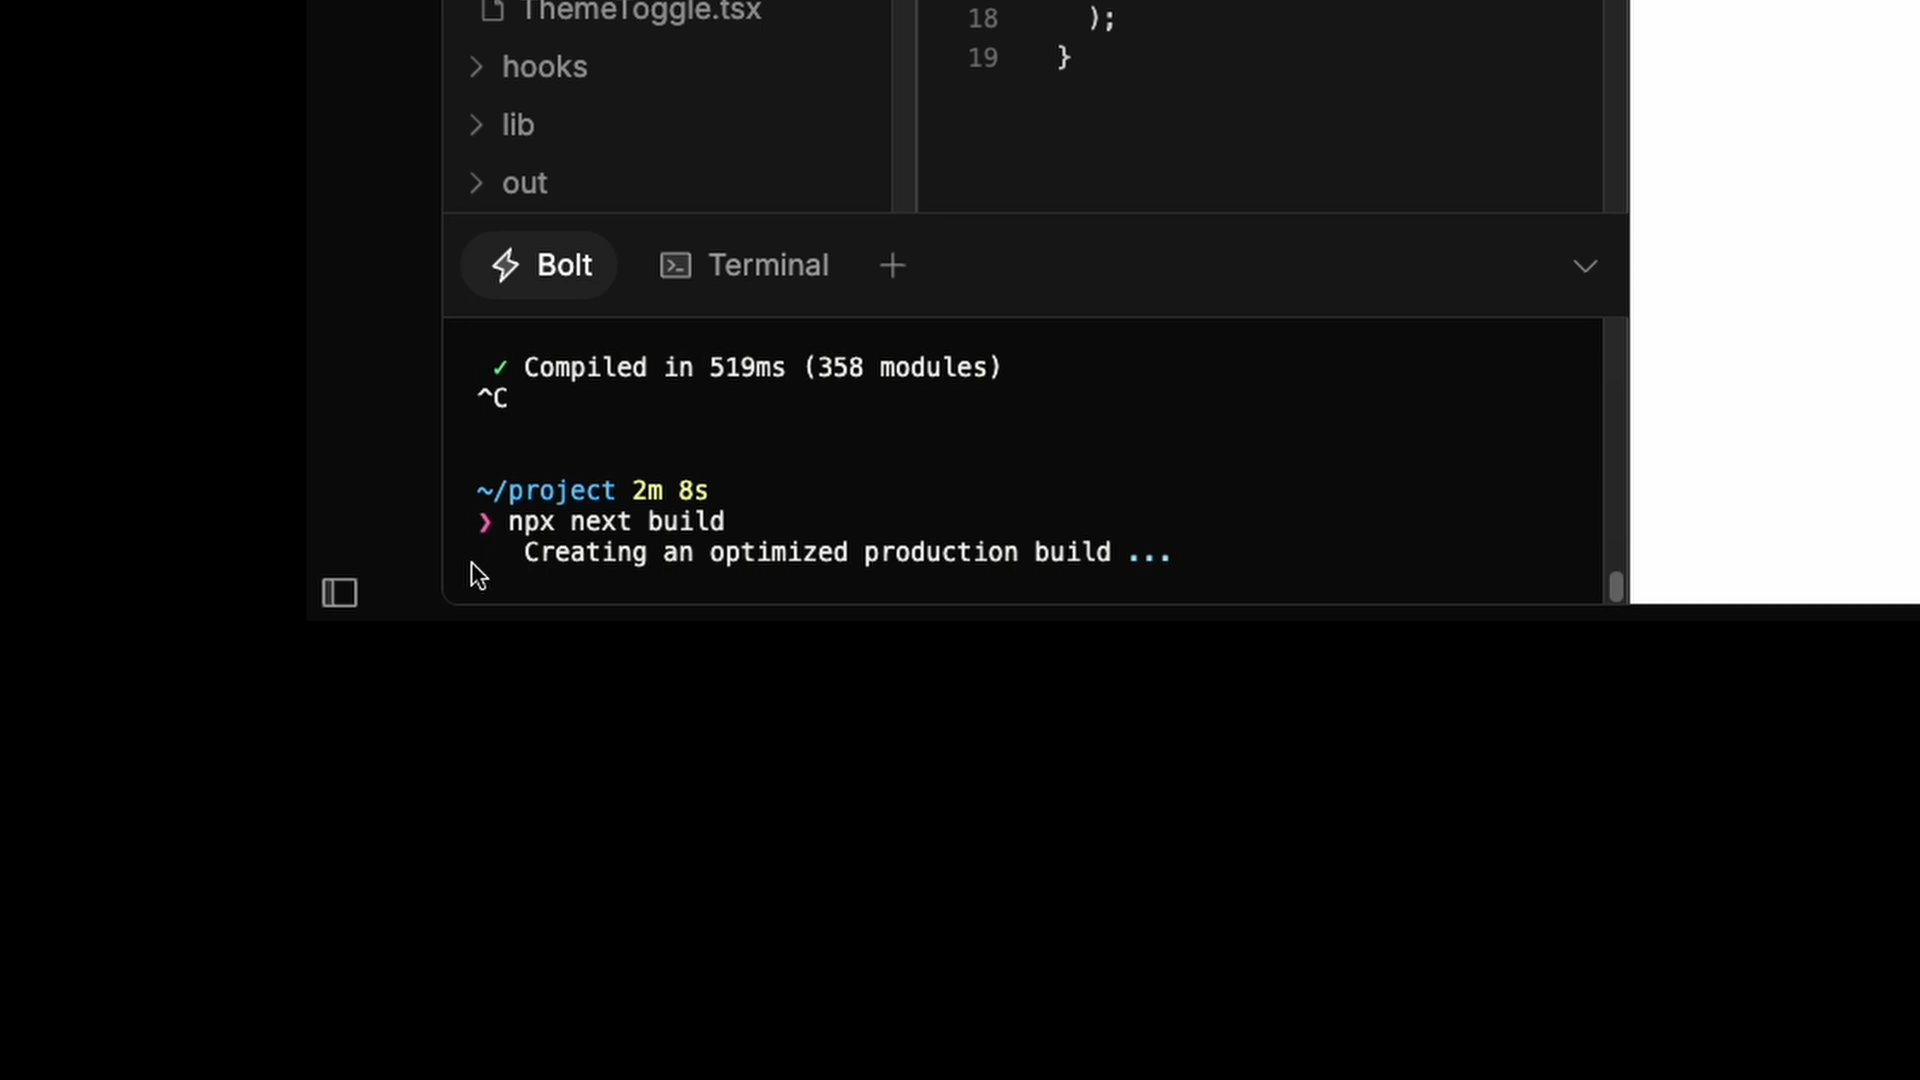 ThemeToggle.tsx
hooks
lib
out
18 );
19 }
Bolt
Terminal
✓ Compiled in 519ms (358 modules)
^C
~/project 2m 8s
❯ npx next build
Creating an optimized production build ...